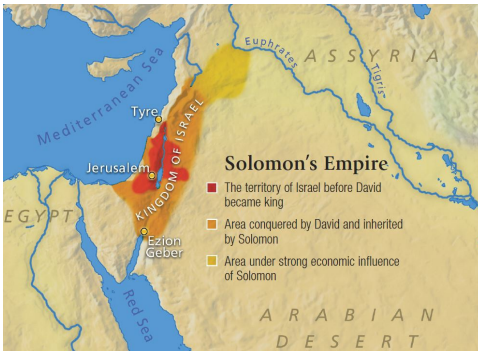 Mediterranean Sea
Euphrates
ASSYRIA
Tigris
Tyre
KINGDOM OF ISRAEL
Jerusalem
EGYPT
Ezion
Geber
Red Sea
Solomon's Empire
The territory of Israel before David
became king
Area conquered by David and inherited
by Solomon
Area under strong economic influence
of Solomon
ARABIAN
DESERT